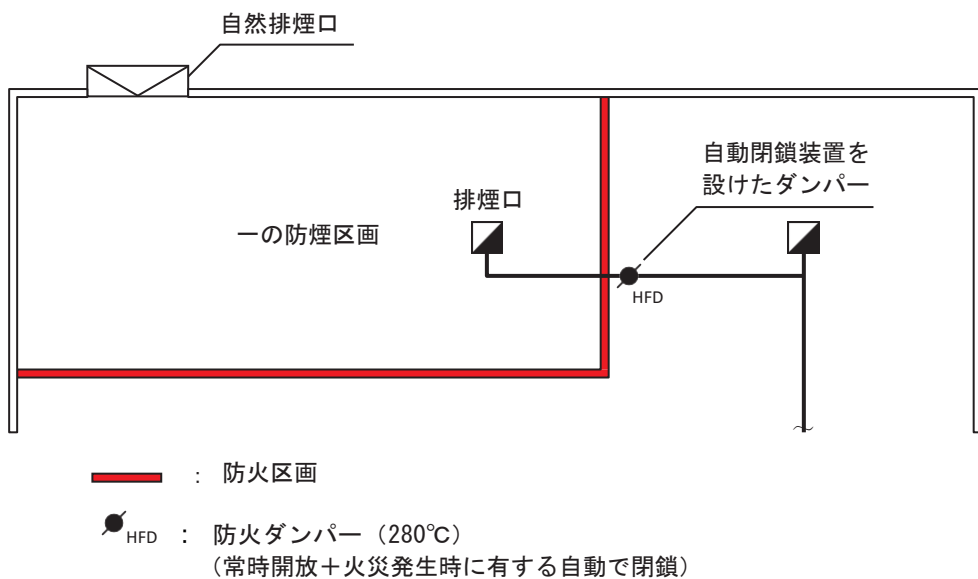 自然排煙口
自動閉鎖装置を
設けたダンパー
排煙口
一の防煙区画
HFD
： 防火区画
HFD ： 防火ダンパー（280℃）
（常時開放＋火災発生時に有する自動で閉鎖）